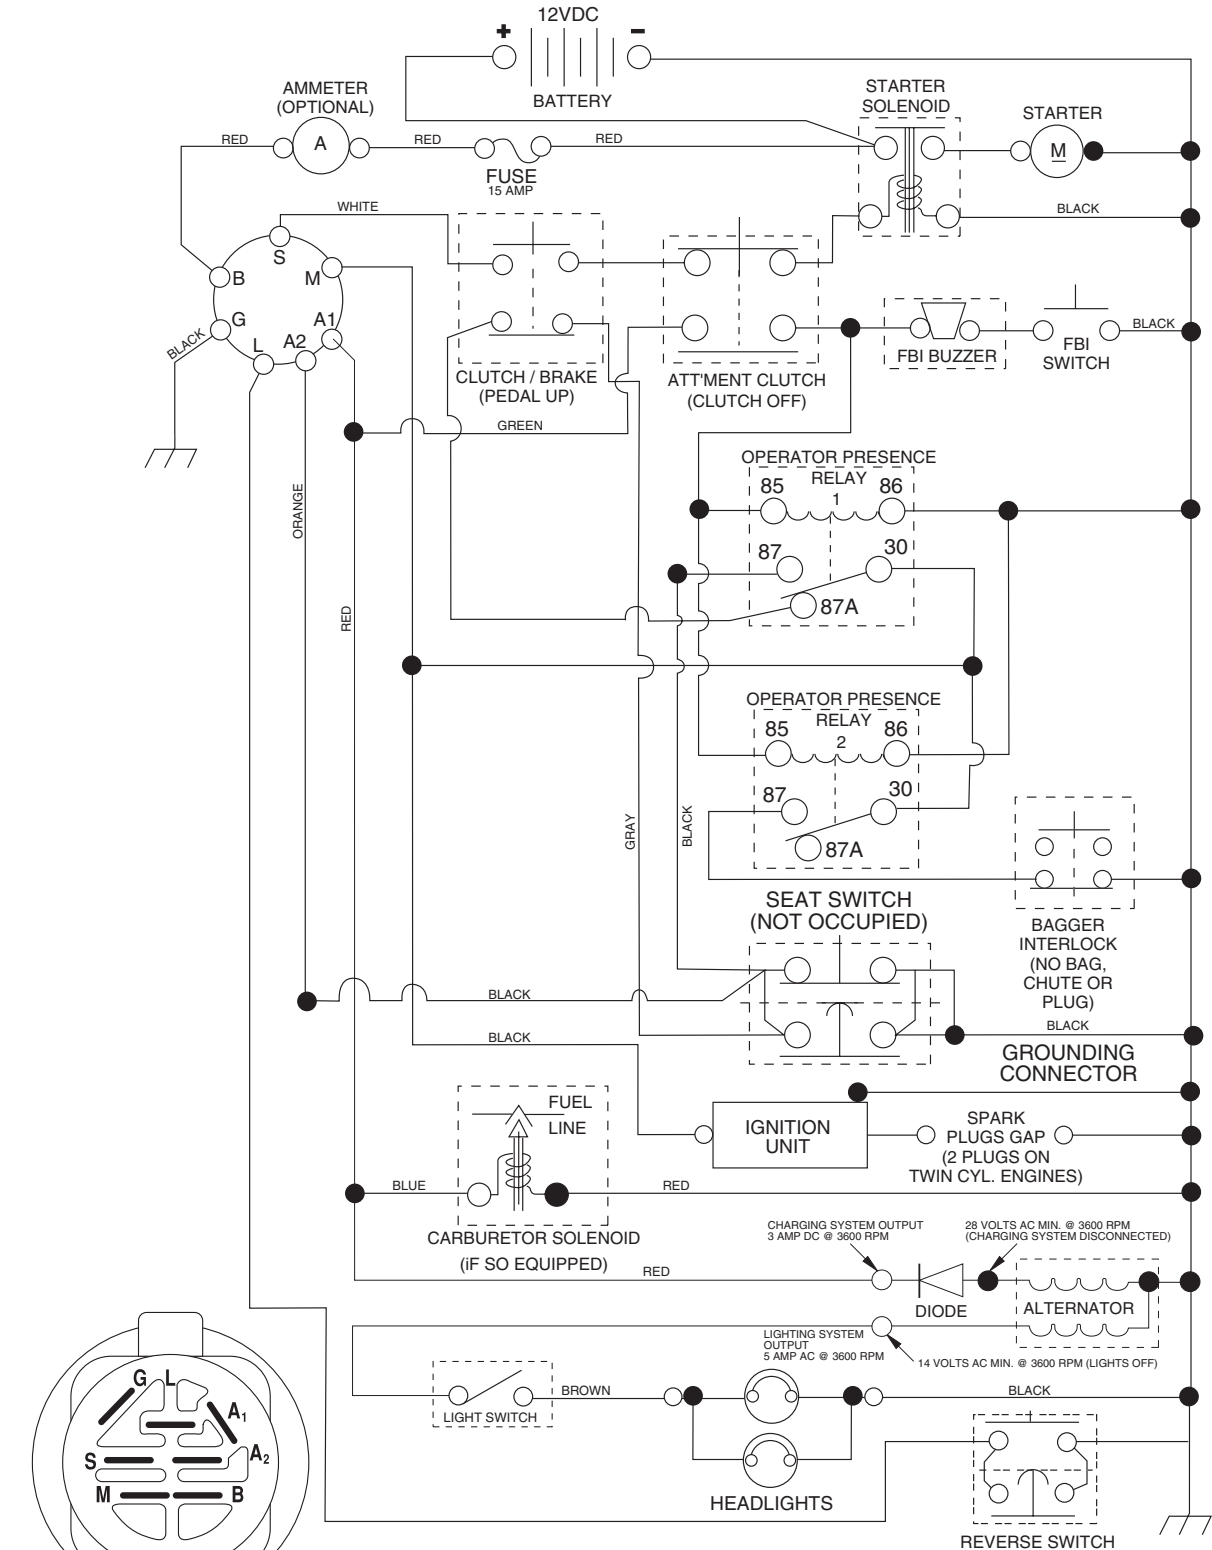 12VDC
+
−
BATTERY
AMMETER
(OPTIONAL)
A
RED
RED
RED
FUSE
15 AMP
STARTER
SOLENOID
STARTER
M
BLACK
WHITE
S
B
M
G
A1
L
A2
BLACK
CLUTCH / BRAKE
(PEDAL UP)
ATT'MENT CLUTCH
(CLUTCH OFF)
FBI BUZZER
FBI
SWITCH
BLACK
GREEN
ORANGE
RED
OPERATOR PRESENCE
RELAY
1
85
86
87
30
87A
OPERATOR PRESENCE
RELAY
2
85
86
87
30
87A
GRAY
BLACK
SEAT SWITCH
(NOT OCCUPIED)
BAGGER
INTERLOCK
(NO BAG,
CHUTE OR
PLUG)
BLACK
BLACK
BLACK
GROUNDING
CONNECTOR
FUEL
LINE
IGNITION
UNIT
SPARK
PLUGS GAP
(2 PLUGS ON
TWIN CYL. ENGINES)
BLUE
RED
CARBURETOR SOLENOID
(iF SO EQUIPPED)
CHARGING SYSTEM OUTPUT
3 AMP DC @ 3600 RPM
28 VOLTS AC MIN. @ 3600 RPM
(CHARGING SYSTEM DISCONNECTED)
RED
DIODE
ALTERNATOR
LIGHTING SYSTEM
OUTPUT
5 AMP AC @ 3600 RPM
14 VOLTS AC MIN. @ 3600 RPM (LIGHTS OFF)
LIGHT SWITCH
BROWN
BLACK
HEADLIGHTS
REVERSE SWITCH
G
L
A1
A2
S
M
B